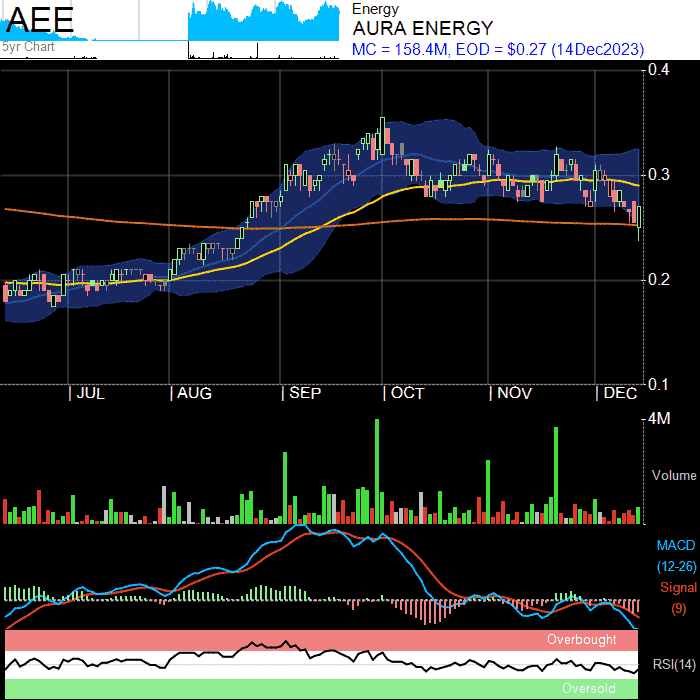 AEE
5yr Chart
Energy
AURA ENERGY
MC = 158.4M, EOD = $0.27 (14Dec2023)
0.4
0.3
0.2
0.1
JUL AUG SEP OCT NOV DEC
4M
Volume
MACD
(12-26)
Signal
(9)
Overbought
RSI(14)
Oversold